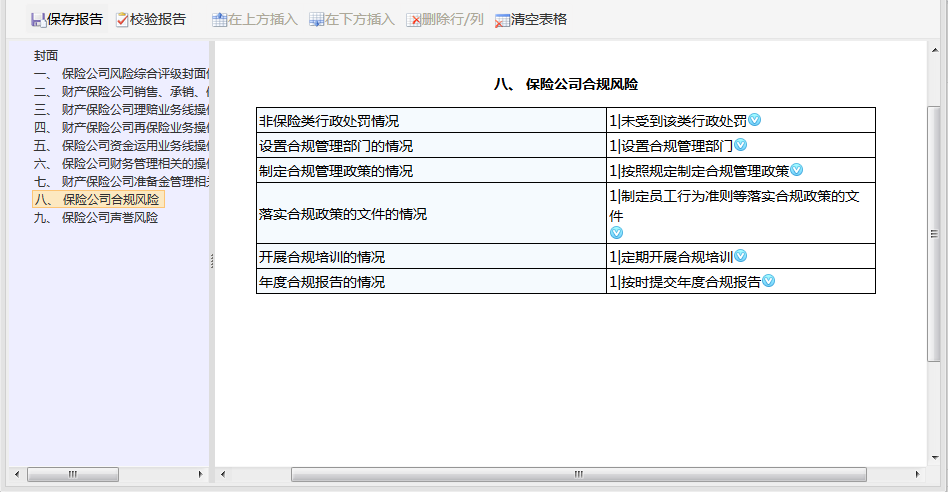 保存报告 校验报告 在上方插入 在下方插入 删除行/列 清空表格
封面
一、 保险公司风险综合评级封面
二、 财产保险公司销售、承销、
三、 财产保险公司理赔业务线操
四、 财产保险公司再保险业务操
五、 保险公司资金运用业务线操
六、 保险公司财务管理相关的操
七、 财产保险公司准备金管理相
八、 保险公司合规风险
九、 保险公司声誉风险
八、 保险公司合规风险
非保险类行政处罚情况 1|未受到该类行政处罚
设置合规管理部门的情况 1|设置合规管理部门
制定合规管理政策的情况 1|按照规定制定合规管理政策
落实合规政策的文件的情况 1|制定员工行为准则等落实合规政策的文
件
开展合规培训的情况 1|定期开展合规培训
年度合规报告的情况 1|按时提交年度合规报告